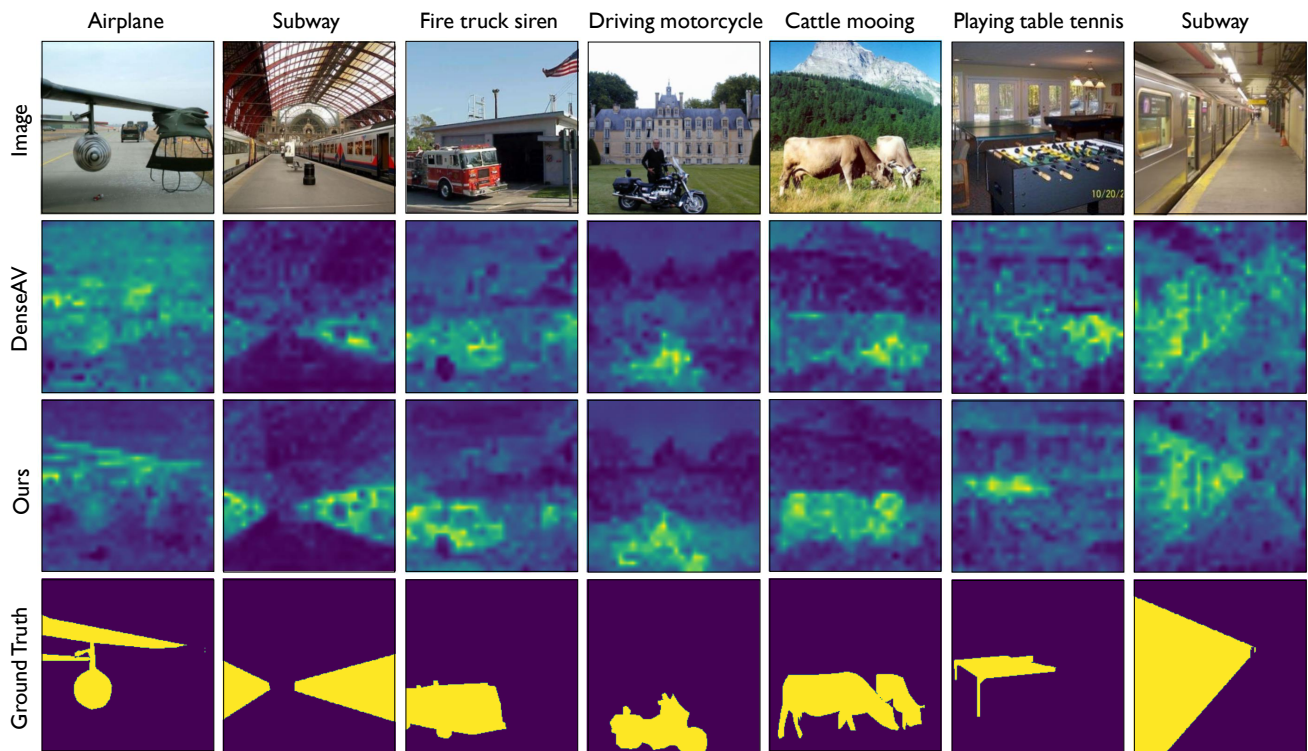 Airplane
Subway
Fire truck siren
Driving motorcycle
Cattle mooing
Playing table tennis
Subway
Image
10/20/2
DenseAV
Ours
Ground Truth